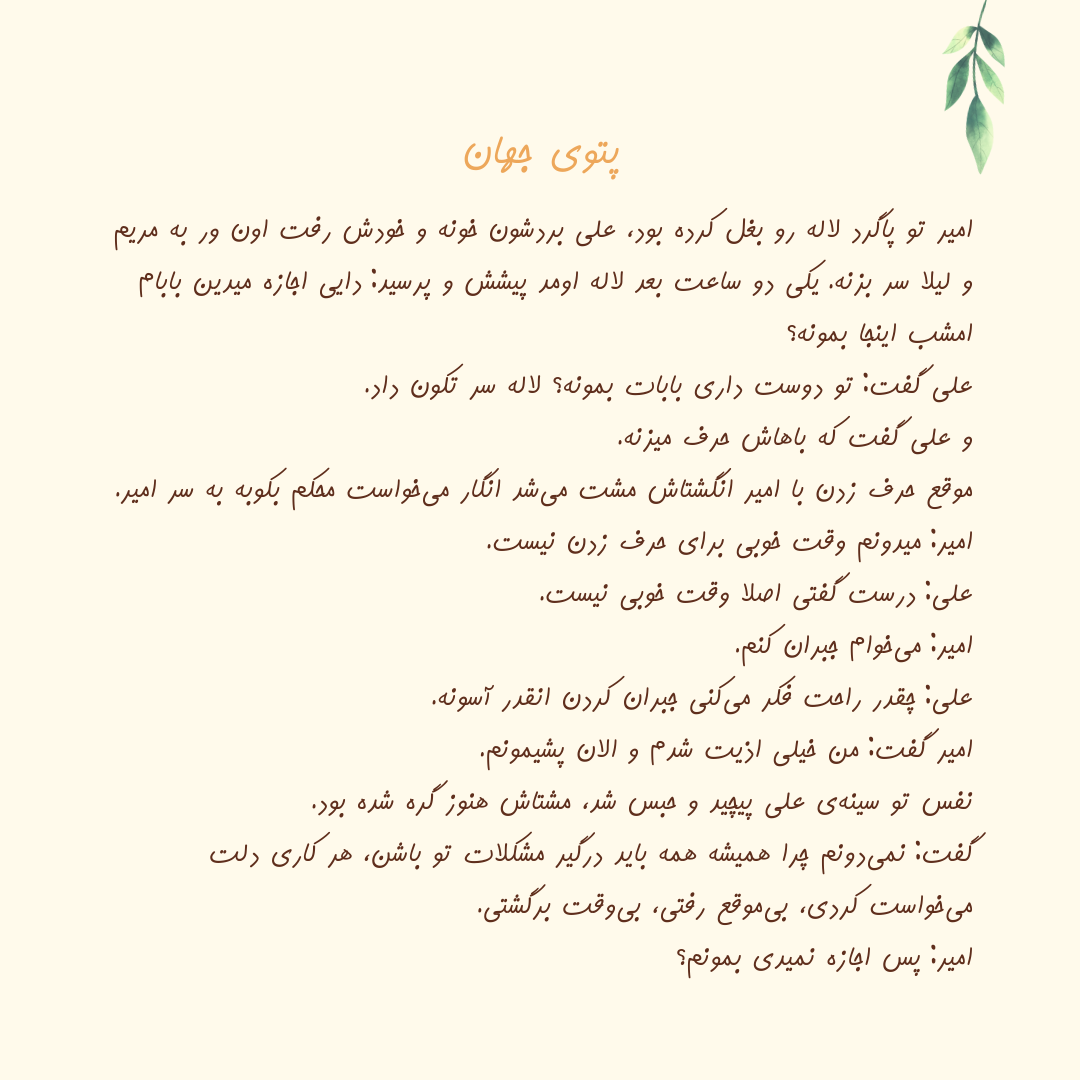 پتوی جهان
امیر تو پاگرد لاله رو بغل کرده بود، علی بردشون خونه و خودش رفت اون ور به مریم
و لیلا سر بزنه. یکی دو ساعت بعد لاله اومد پیشش و پرسید: دایی اجازه میدین بابام
امشب اینجا بمونه؟
علی گفت: تو دوست داری بابات بمونه؟ لاله سر تکون داد.
و علی گفت که باهاش حرف میزنه.
موقع حرف زدن با امیر انگشتاش مشت می‌شد انگار می‌خواست محکم بکوبه به سر امیر.
امیر: میدونم وقت خوبی برای حرف زدن نیست.
علی: درست گفتی اصلا وقت خوبی نیست.
امیر: می‌خوام جبران کنم.
علی: چقدر راحت فکر می‌کنی جبران کردن انقدر آسونه.
امیر گفت: من خیلی اذیت شدم و الان پشیمونم.
نفس تو سینه‌ی علی پیچید و حبس شد، مشتاش هنوز گره شده بود.
گفت: نمی‌دونم چرا همیشه همه باید درگیر مشکلات تو باشن، هر کاری دلت
می‌خواست کردی، بی‌موقع رفتی، بی‌وقت برگشتی.
امیر: پس اجازه نمیدی بمونم؟